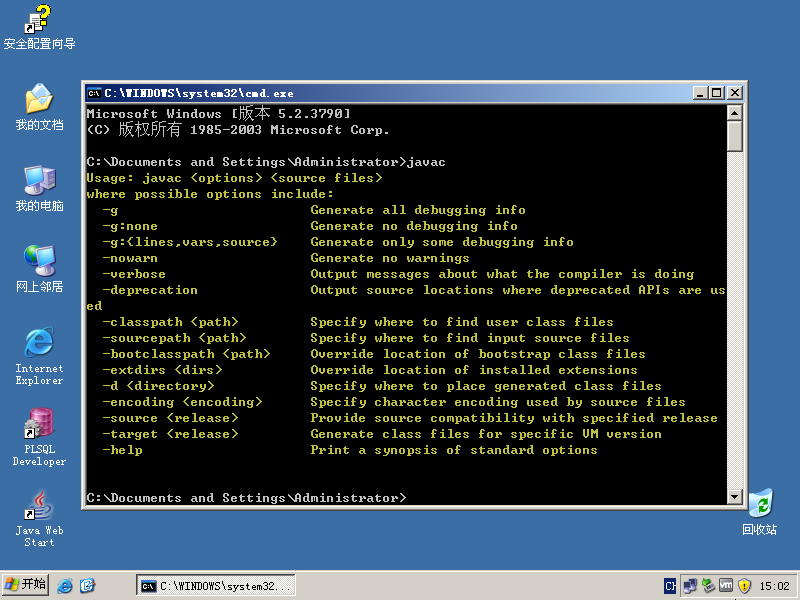 安全配置向导
我的文档
我的电脑
网上邻居
Internet
Explorer
PLSQL
Developer
Java Web
Start
C:\WINDOWS\system32\cmd.exe
Microsoft Windows [版本 5.2.3790]
(C) 版权所有 1985-2003 Microsoft Corp.
C:\Documents and Settings\Administrator>javac
Usage: javac <options> <source files>
where possible options include:
-g Generate all debugging info
-g:none Generate no debugging info
-g:{lines,vars,source} Generate only some debugging info
-nowarn Generate no warnings
-verbose Output messages about what the compiler is doing
-deprecation Output source locations where deprecated APIs are us
ed
-classpath <path> Specify where to find user class files
-sourcepath <path> Specify where to find input source files
-bootclasspath <path> Override location of bootstrap class files
-extdirs <dirs> Override location of installed extensions
-d <directory> Specify where to place generated class files
-encoding <encoding> Specify character encoding used by source files
-source <release> Provide source compatibility with specified release
-target <release> Generate class files for specific VM version
-help Print a synopsis of standard options
C:\Documents and Settings\Administrator>
回收站
开始
C:\WINDOWS\system32...
CH
vm
15:02